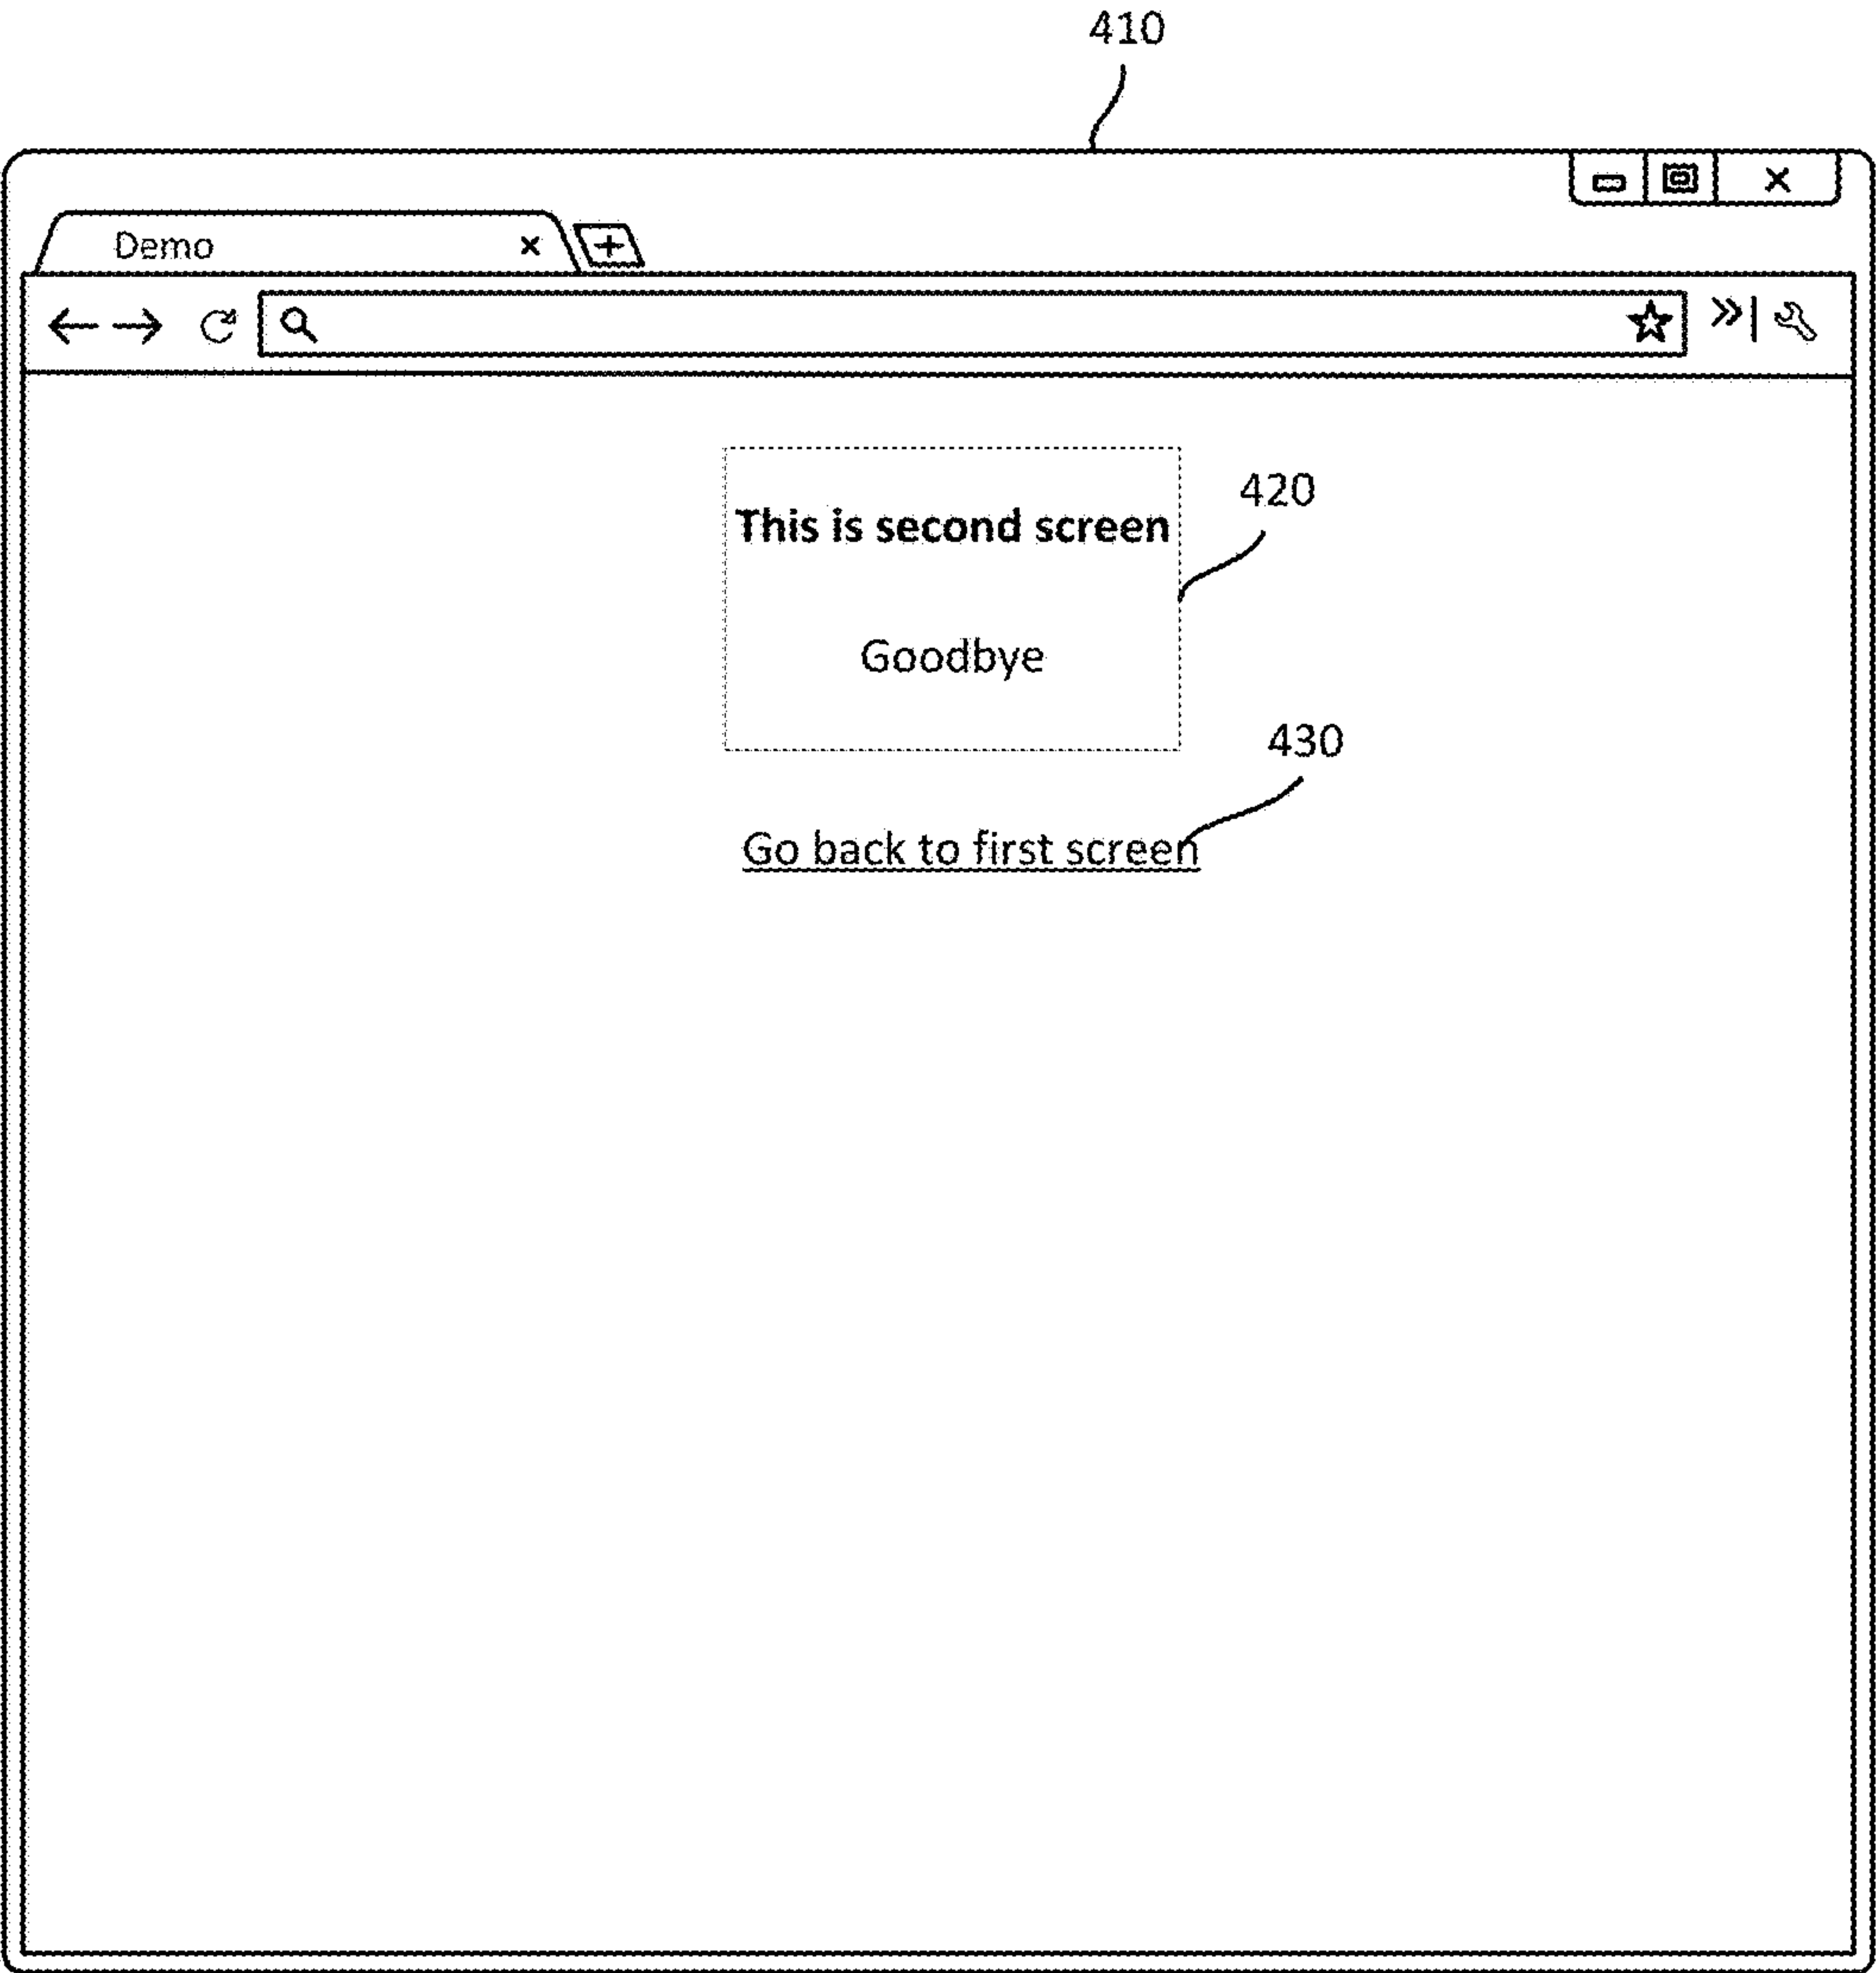 410
Demo
This is second screen
420
Goodbye
430
Go back to first screen